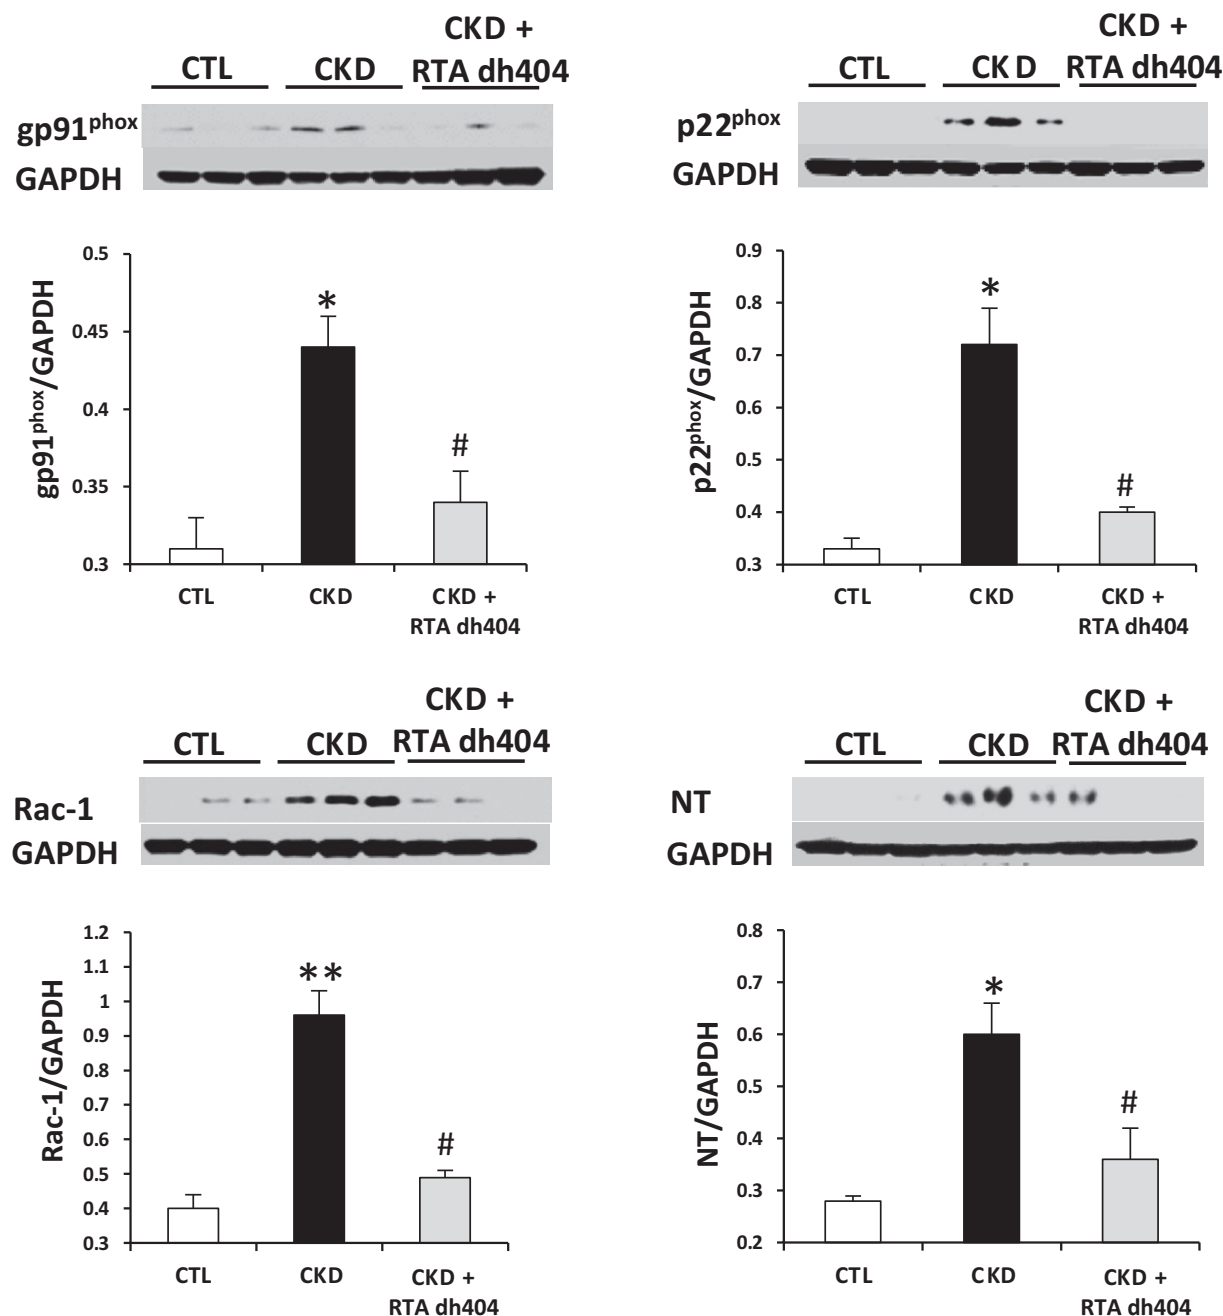 CTL CKD CKD +
RTA dh404
gp91phox
GAPDH
0.5
0.45
0.4
0.35
0.3
gp91phox/GAPDH
*
#
CTL CKD CKD +
RTA dh404
CTL CKD CKD +
RTA dh404
p22phox
GAPDH
0.9
0.8
0.7
0.6
0.5
0.4
0.3
p22phox/GAPDH
*
#
CTL CKD CKD +
RTA dh404
CTL CKD CKD +
RTA dh404
Rac-1
GAPDH
1.2
1.1
1
0.9
0.8
0.7
0.6
0.5
0.4
0.3
Rac-1/GAPDH
**
#
CTL CKD CKD +
RTA dh404
CTL CKD CKD +
RTA dh404
NT
GAPDH
0.8
0.7
0.6
0.5
0.4
0.3
0.2
NT/GAPDH
*
#
CTL CKD CKD +
RTA dh404